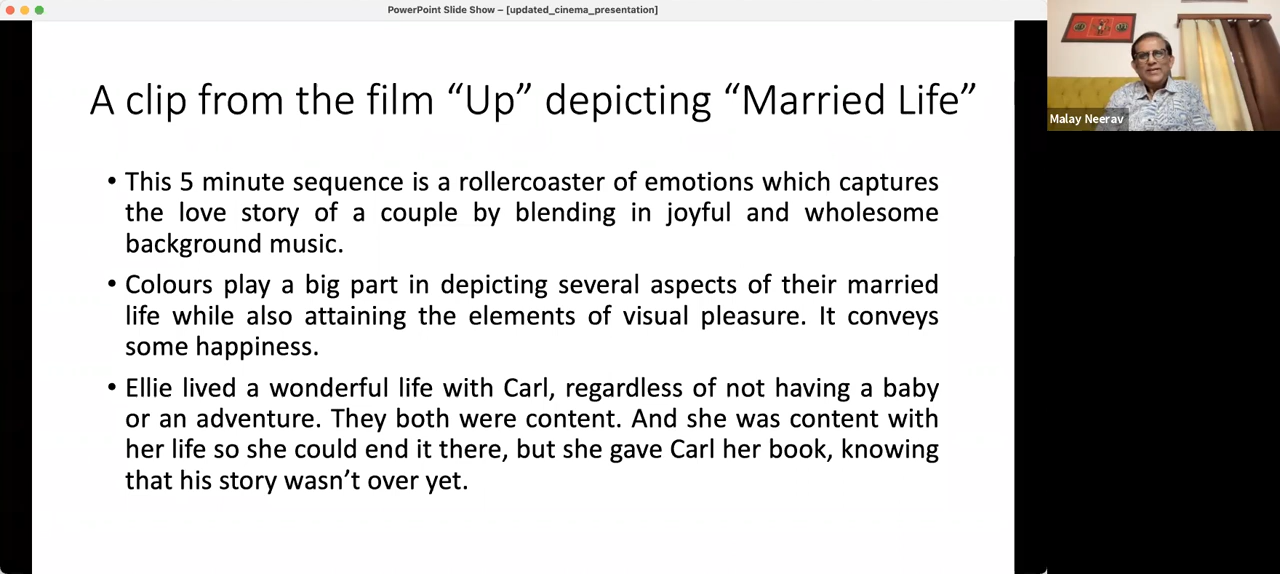 PowerPoint Slide Show – [updated_cinema_presentation]
A clip from the film “Up” depicting “Married Life”
• This 5 minute sequence is a rollercoaster of emotions which captures
the love story of a couple by blending in joyful and wholesome
background music.
• Colours play a big part in depicting several aspects of their married
life while also attaining the elements of visual pleasure. It conveys
some happiness.
• Ellie lived a wonderful life with Carl, regardless of not having a baby
or an adventure. They both were content. And she was content with
her life so she could end it there, but she gave Carl her book, knowing
that his story wasn’t over yet.
Malay Neerav